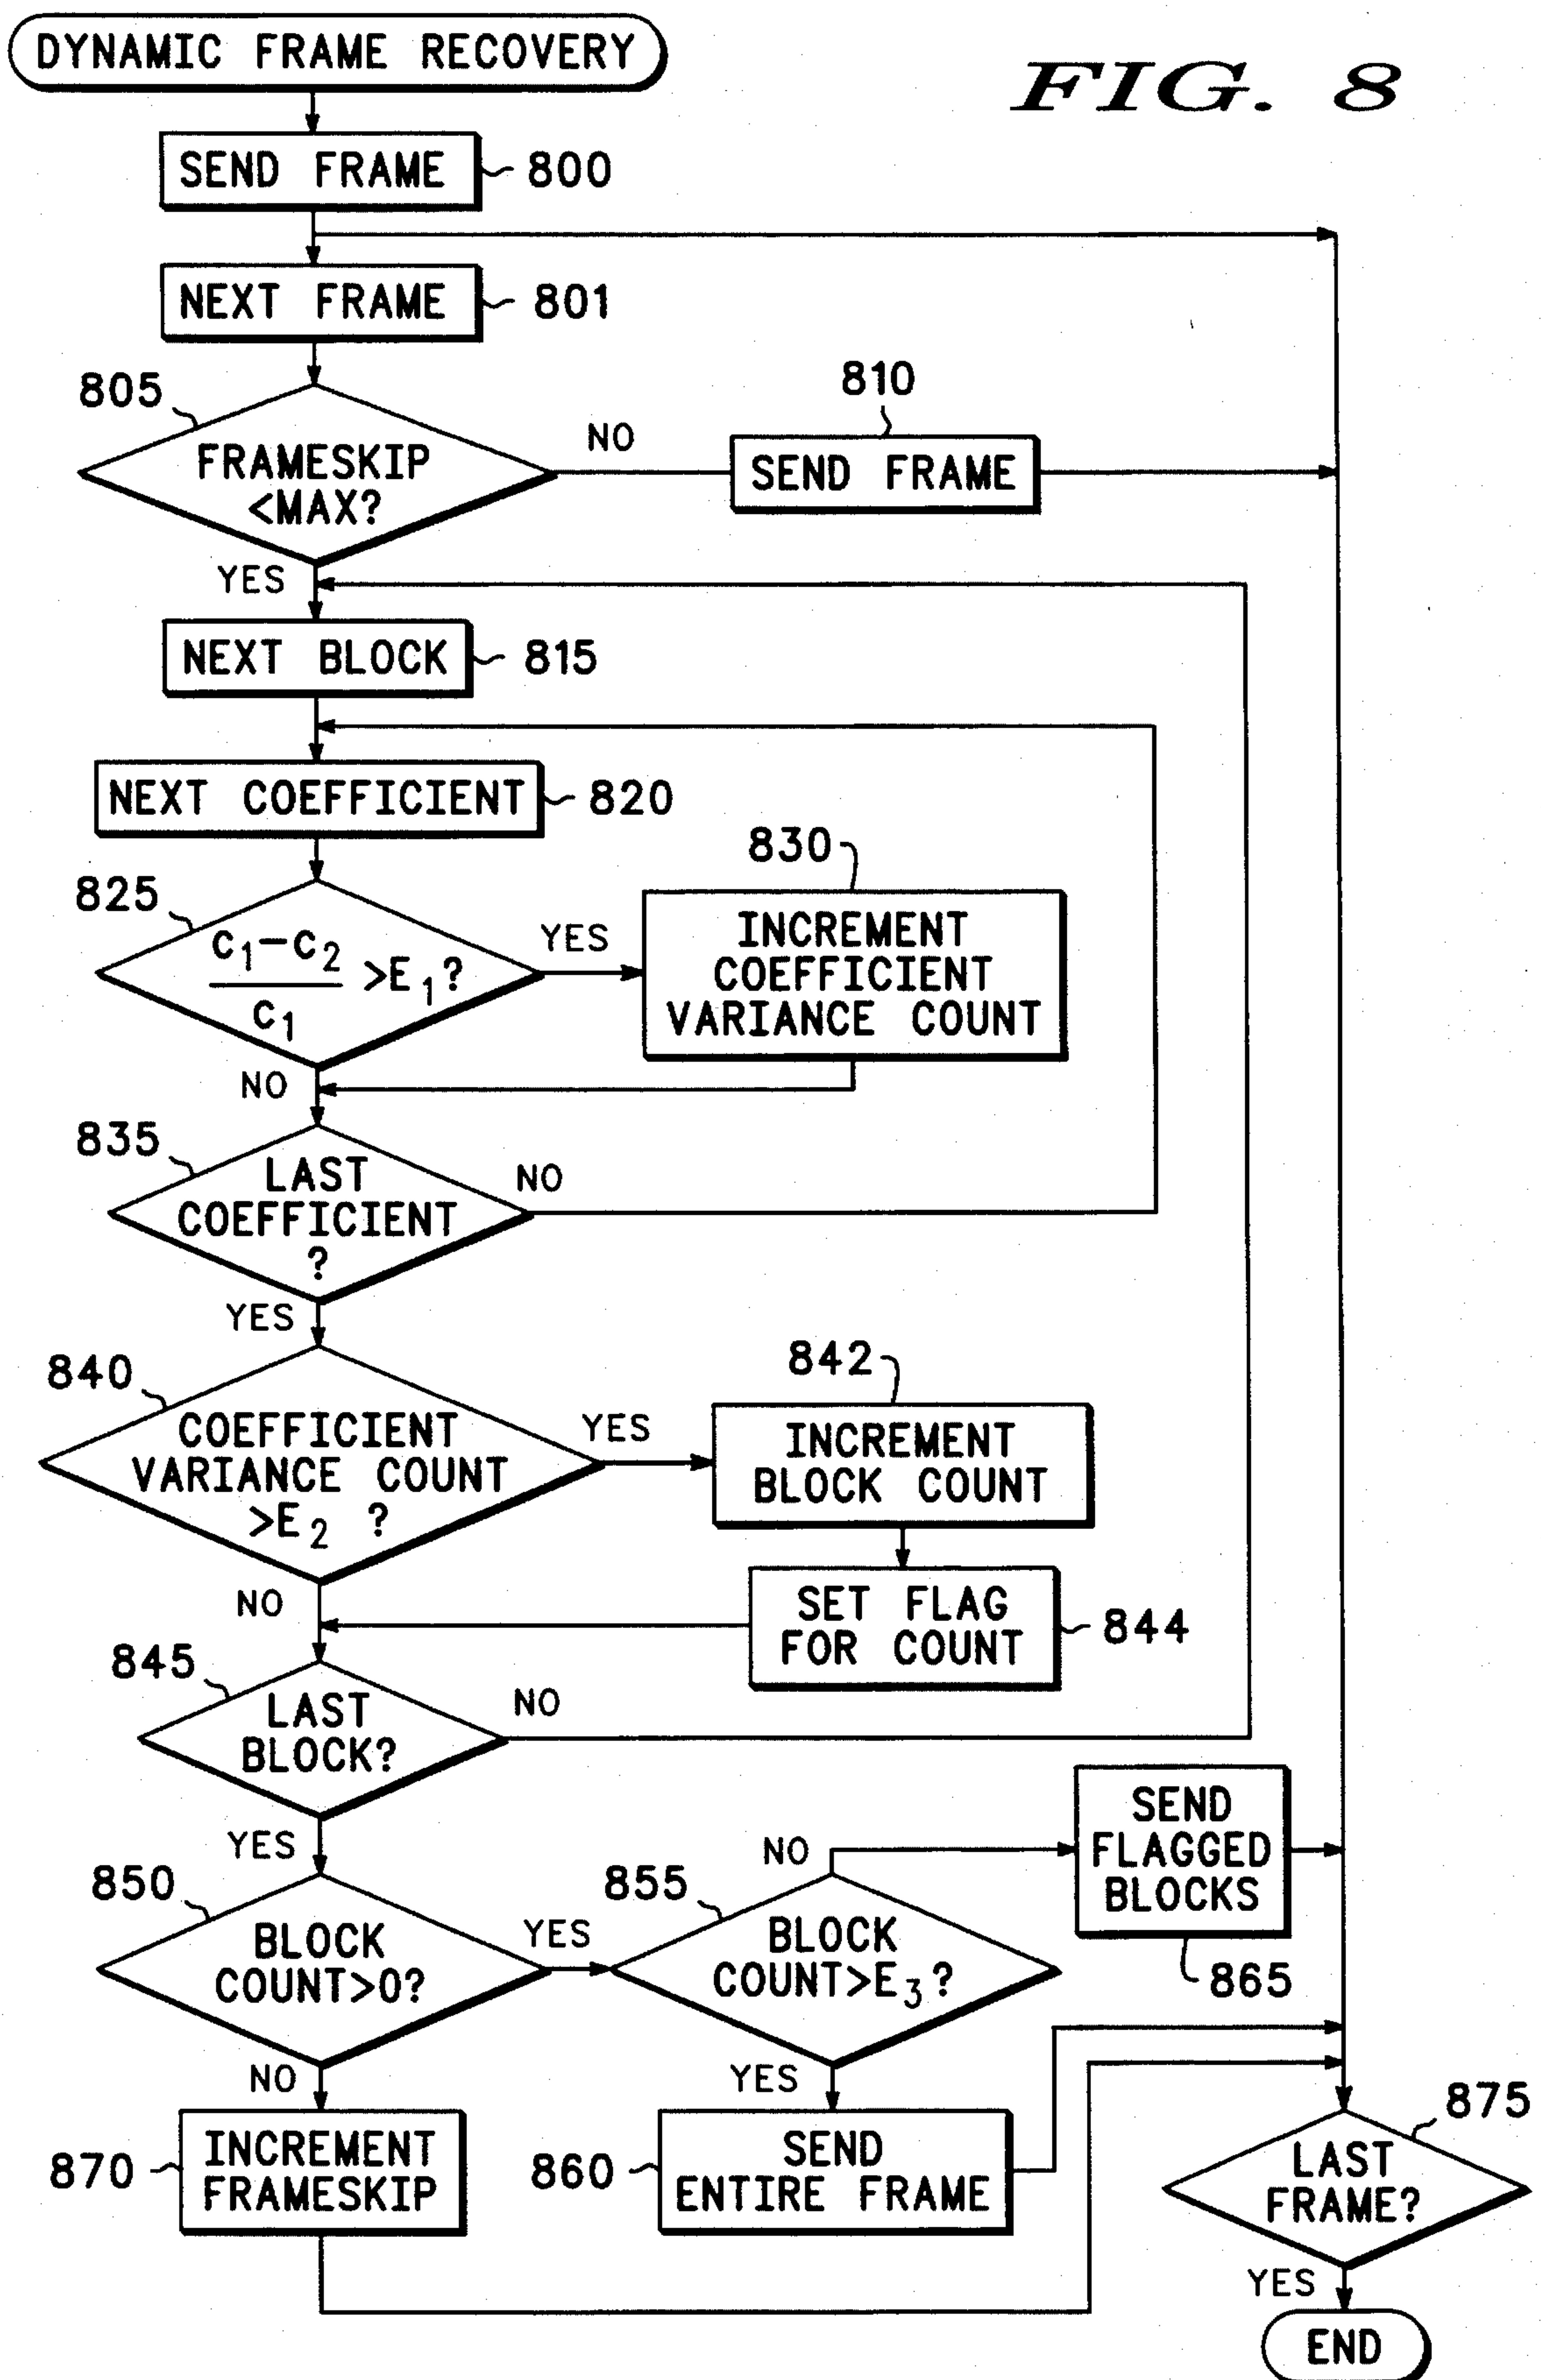 DYNAMIC FRAME RECOVERY
FIG. 8
SEND FRAME
800
NEXT FRAME
801
805
FRAMESKIP
<MAX?
NO
810
SEND FRAME
YES
NEXT BLOCK
815
NEXT COEFFICIENT
820
825
C1-C2
C1
>E1?
YES
830
INCREMENT
COEFFICIENT
VARIANCE COUNT
NO
835
LAST
COEFFICIENT
?
NO
YES
840
COEFFICIENT
VARIANCE COUNT
>E2 ?
YES
842
INCREMENT
BLOCK COUNT
NO
SET FLAG
FOR COUNT
844
845
LAST
BLOCK?
NO
YES
850
BLOCK
COUNT>0?
YES
855
BLOCK
COUNT>E3?
NO
SEND
FLAGGED
BLOCKS
865
NO
870
INCREMENT
FRAMESKIP
YES
860
SEND
ENTIRE FRAME
875
LAST
FRAME?
YES
END